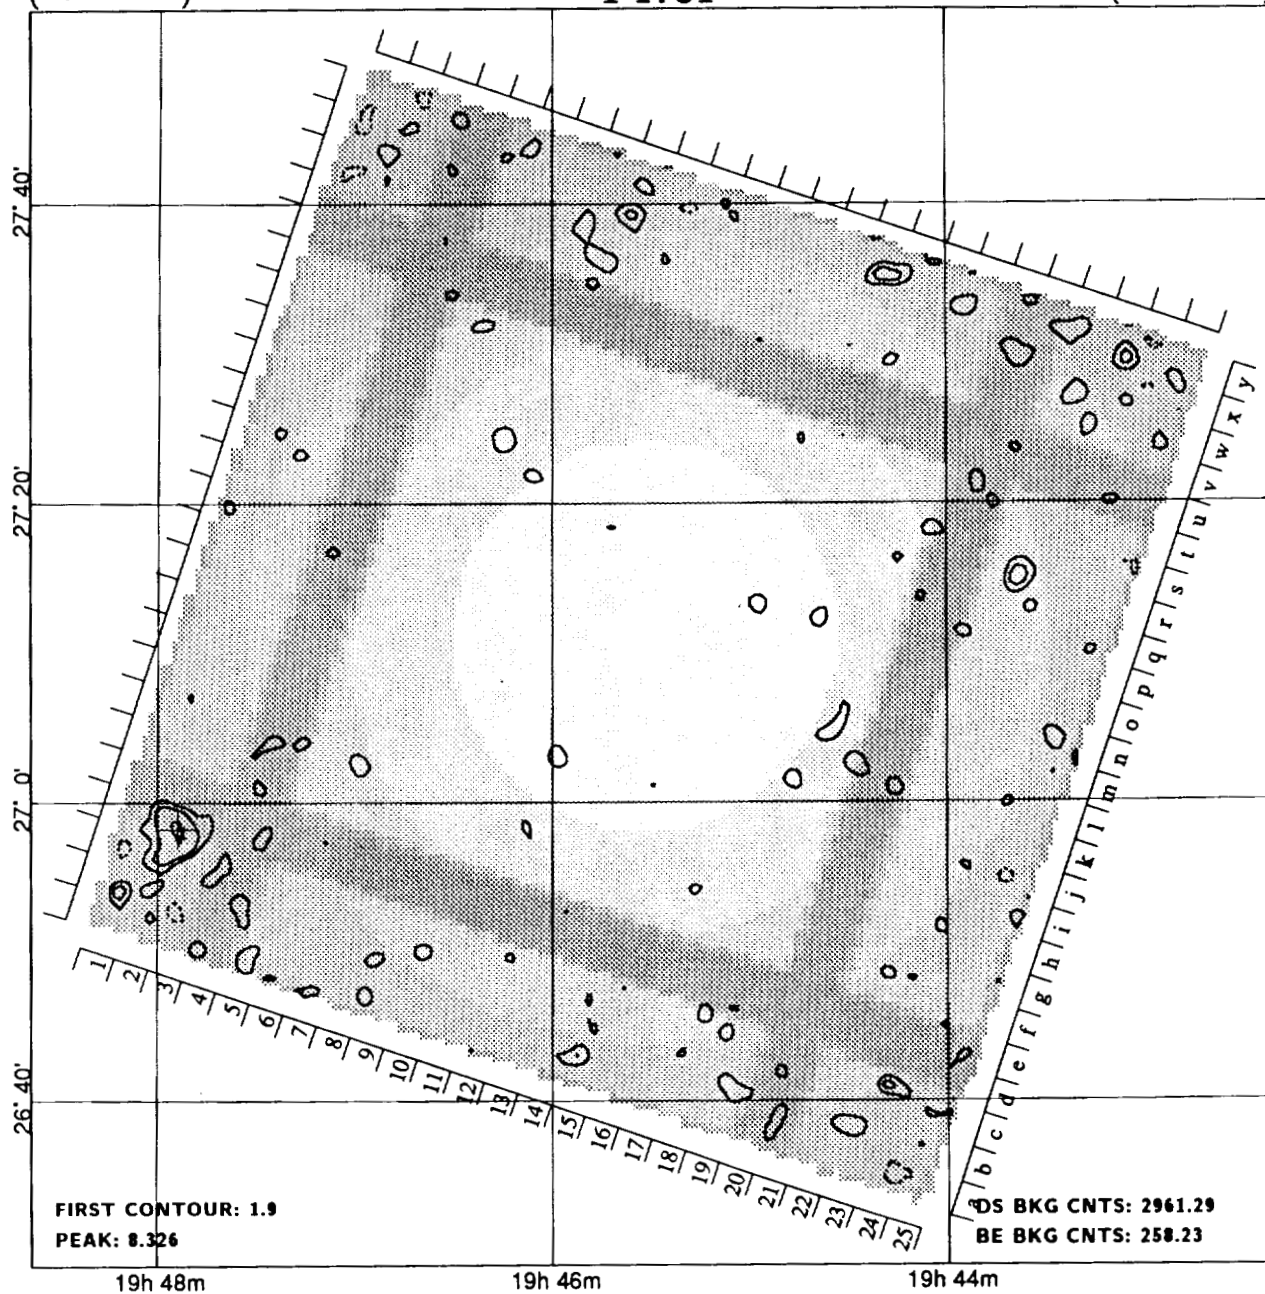 27° 40'
27° 20'
27° 0'
26° 40'
1 2 3 4 5 6 7 8 9 10 11 12 13 14 15 16 17 18 19 20 21 22 23 24 25
a b c d e f g h i j k l m n o p q r s t u v w x y
FIRST CONTOUR: 1.9
PEAK: 8.326
DS BKG CNTS: 2961.29
BE BKG CNTS: 258.23
19h 48m
19h 46m
19h 44m